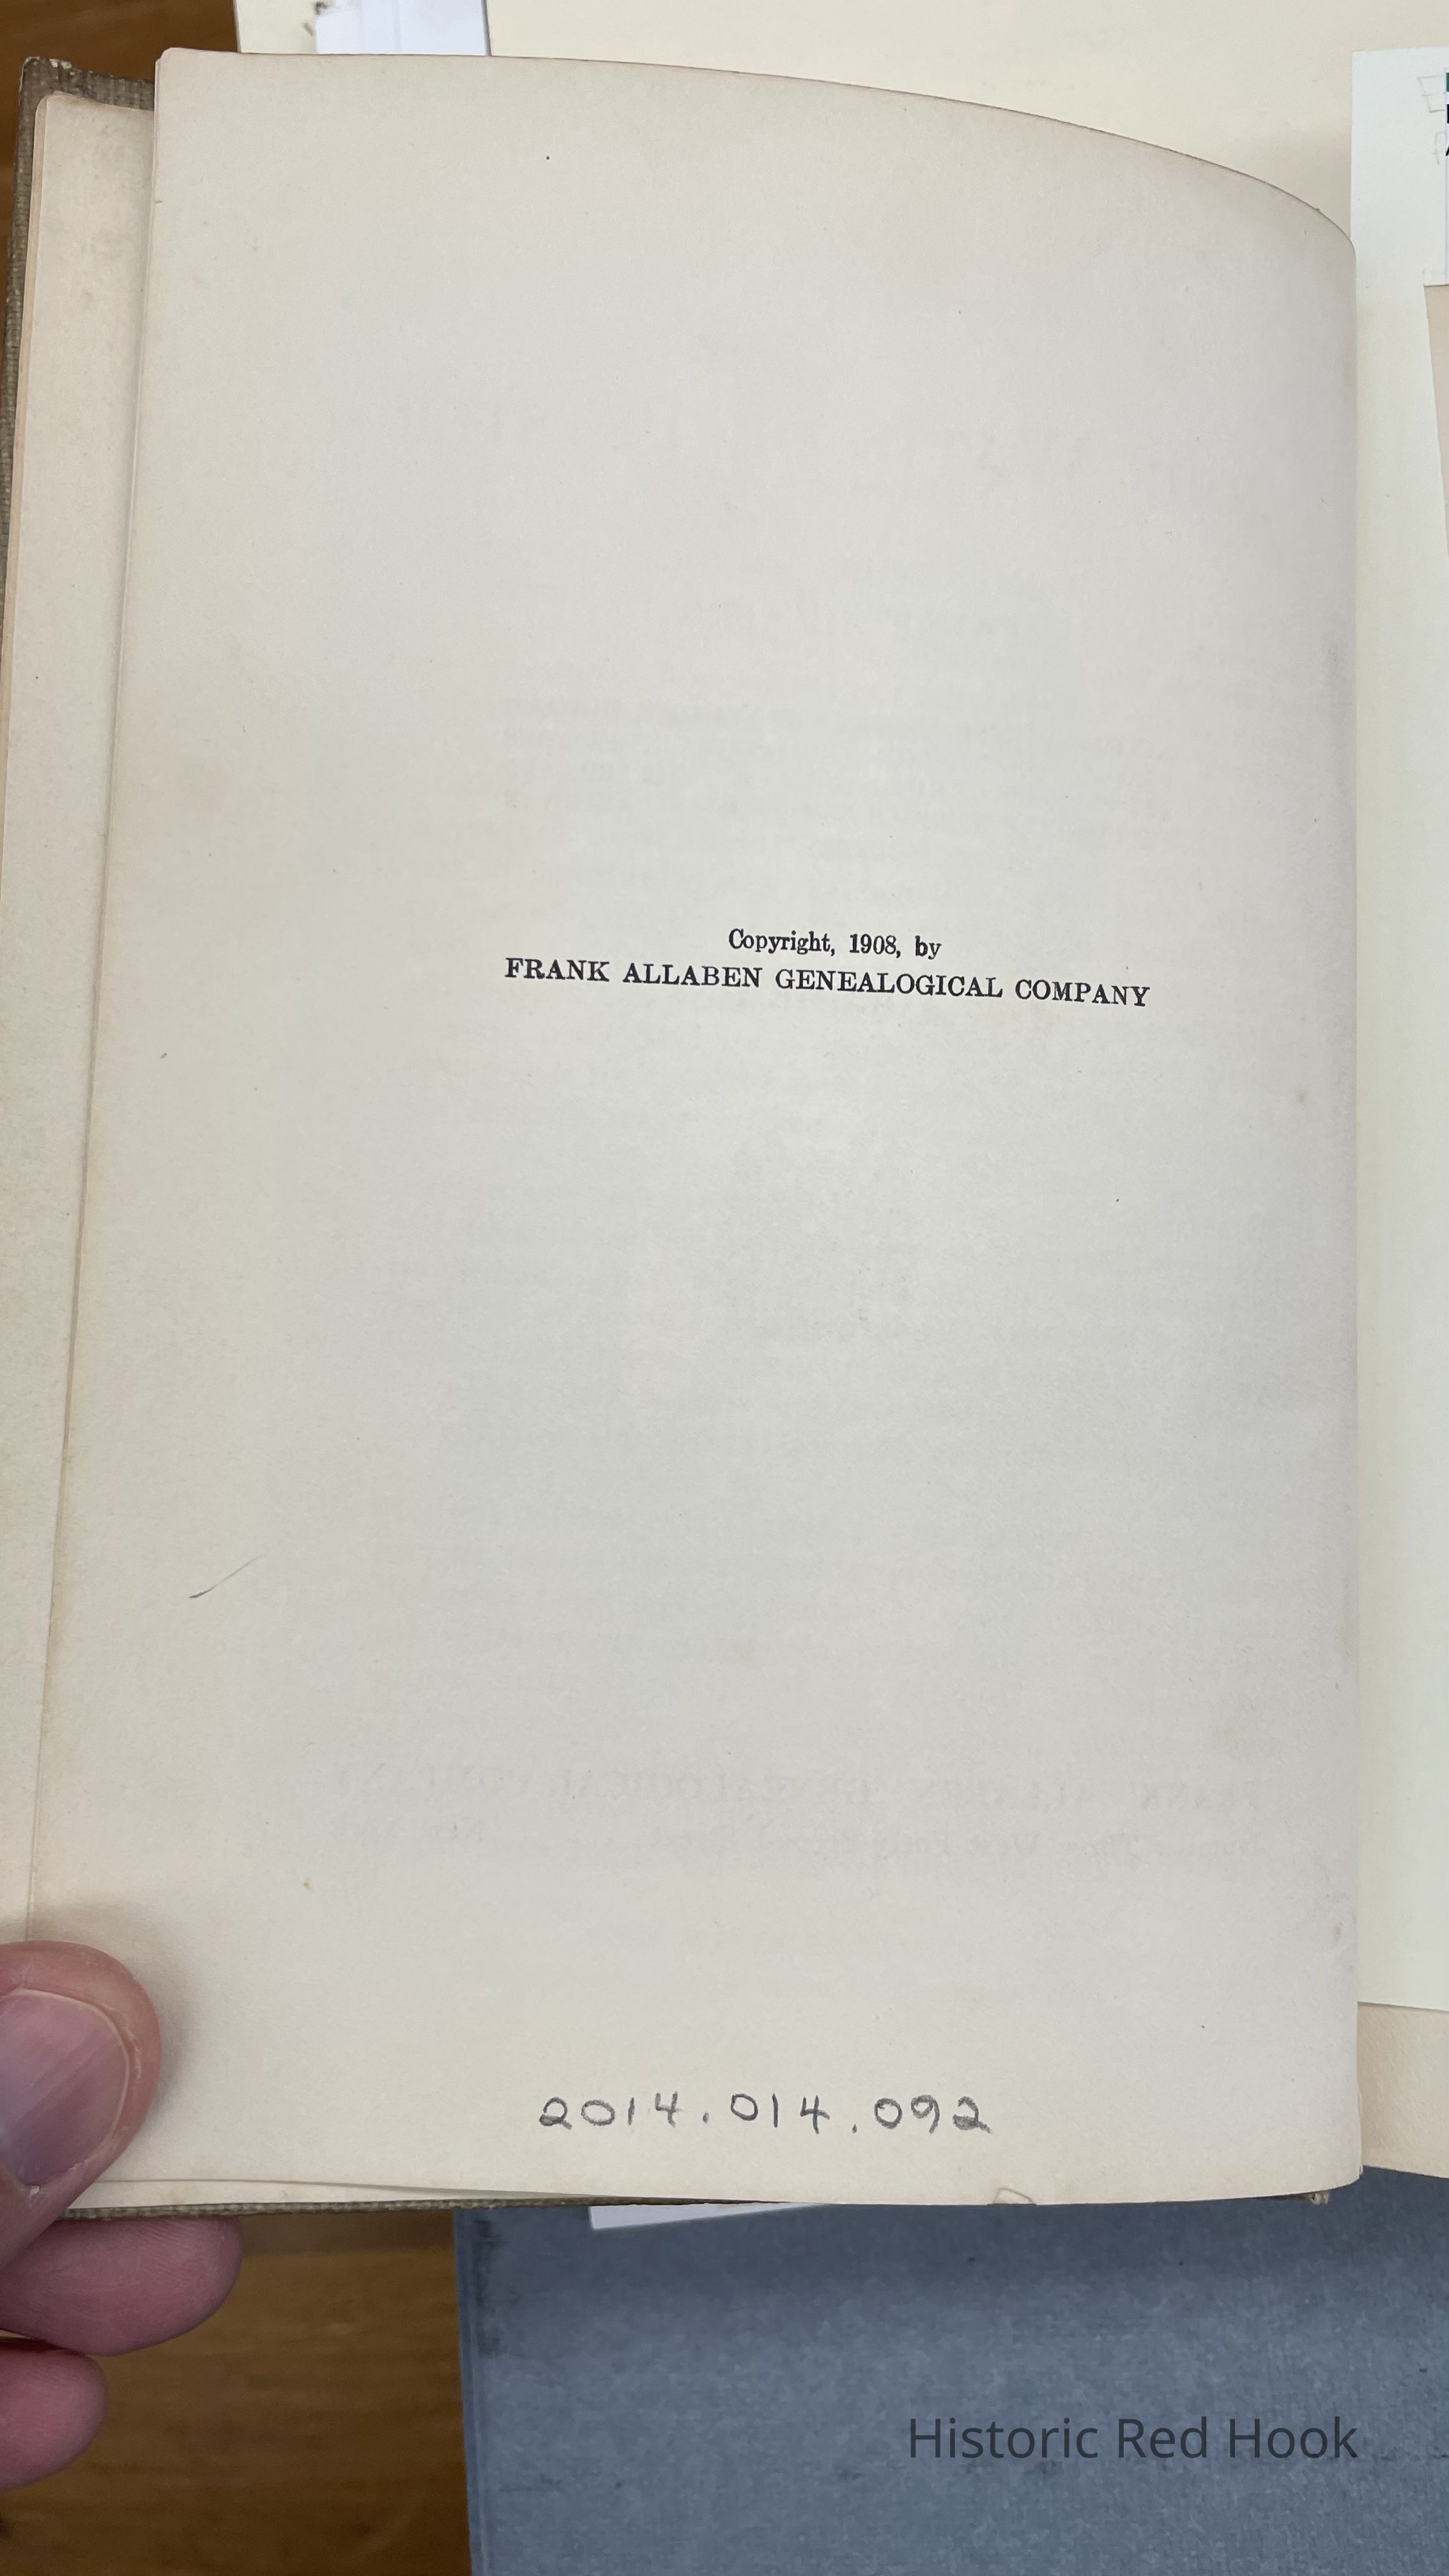 Copyright, 1908, by
FRANK ALLABEN GENEALOGICAL COMPANY
2014.014.092
Historic Red Hook